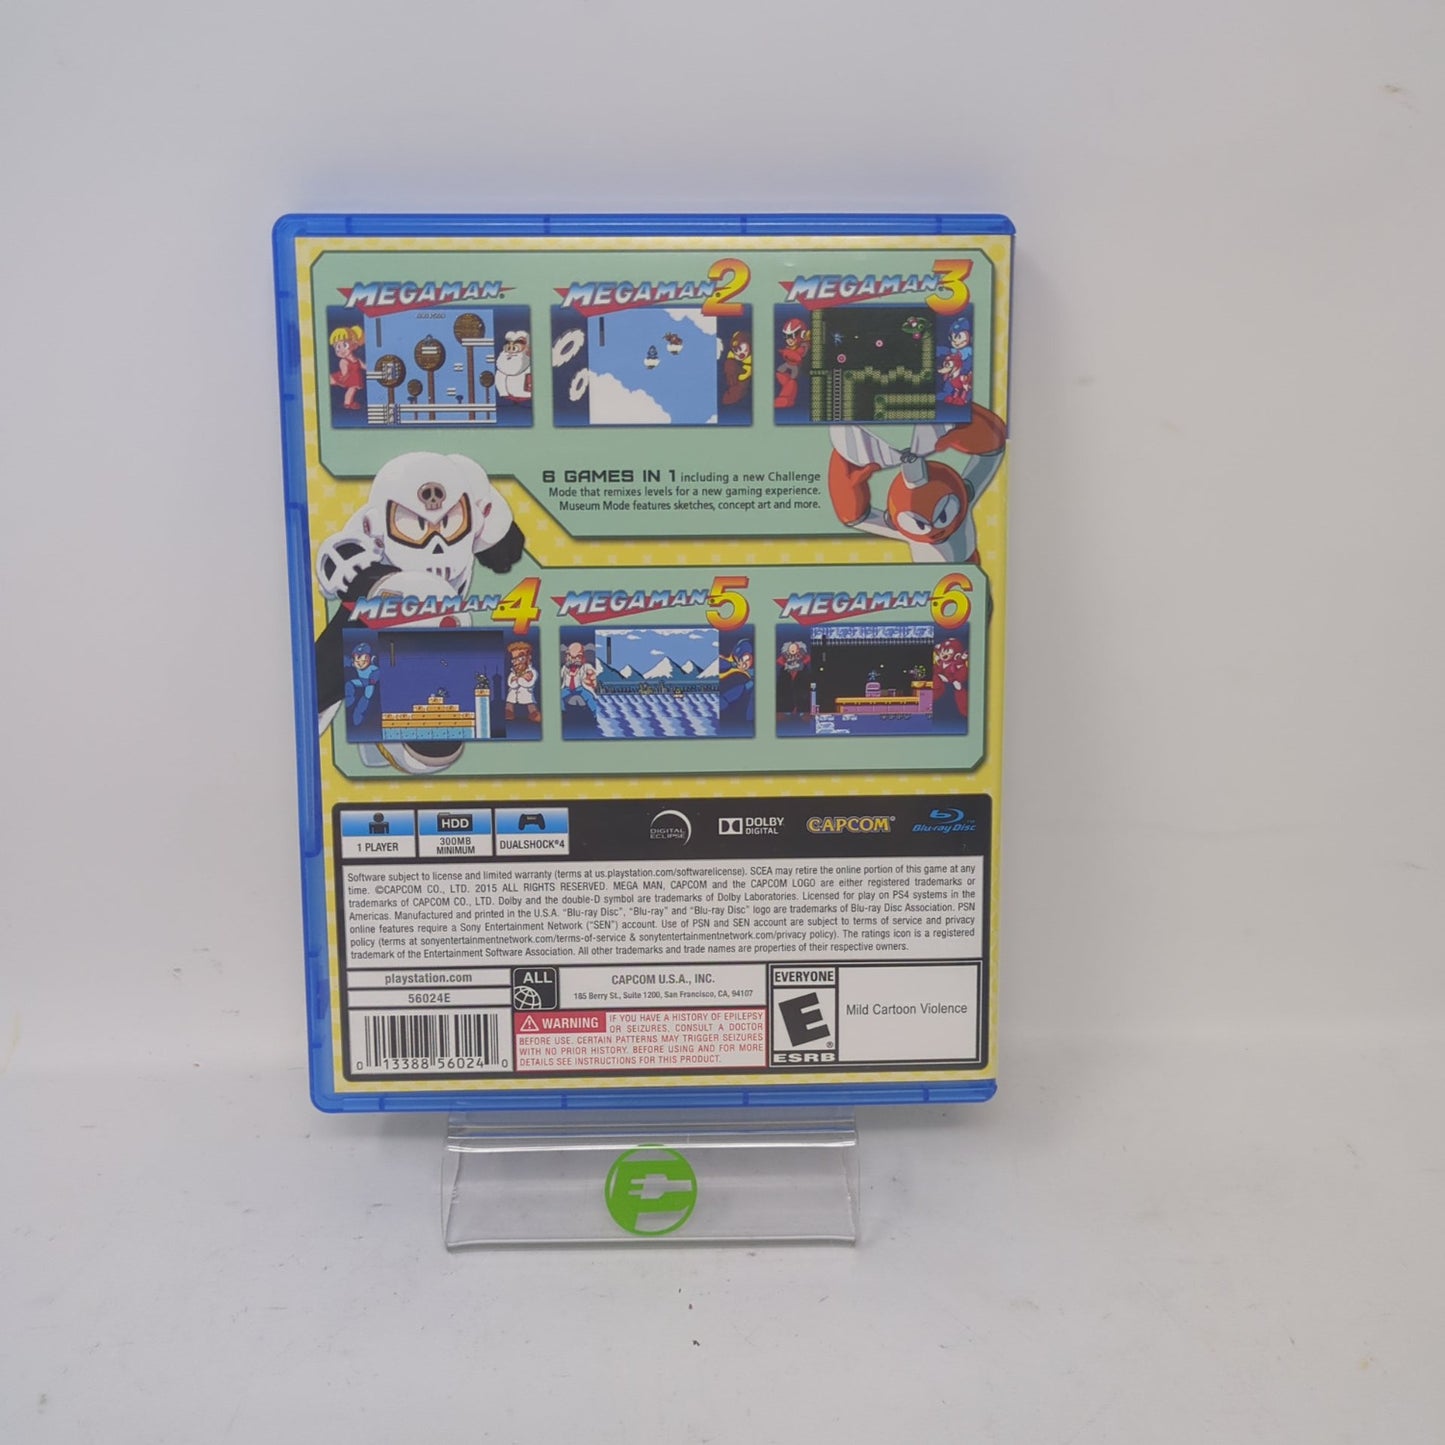 MEGAMAN
MEGAMAN 2
MEGAMAN 3
6 GAMES IN 1 including a new Challenge
Mode that remixes levels for a new gaming experience.
Museum Mode features sketches, concept art and more.
MEGAMAN 4
MEGAMAN 5
MEGAMAN 6
1 PLAYER
HDD
300MB
MINIMUM
DUALSHOCK®4
DIGITAL
ECLIPSE
DOLBY
DIGITAL
CAPCOM®
Blu-ray Disc™
Software subject to license and limited warranty (terms at us.playstation.com/softwarelicense). SCEA may retire the online portion of this game at any
time. ©CAPCOM CO., LTD. 2015 ALL RIGHTS RESERVED. MEGA MAN, CAPCOM and the CAPCOM LOGO are either registered trademarks or
trademarks of CAPCOM CO., LTD. Dolby and the double-D symbol are trademarks of Dolby Laboratories. Licensed for play on PS4 systems in the
Americas. Manufactured and printed in the U.S.A. "Blu-ray Disc", "Blu-ray" and "Blu-ray Disc" logo are trademarks of Blu-ray Disc Association. PSN
online features require a Sony Entertainment Network ("SEN") account. Use of PSN and SEN account are subject to terms of service and privacy
policy (terms at sonyentertainmentnetwork.com/terms-of-service & sonyentertainmentnetwork.com/privacy policy). The ratings icon is a registered
trademark of the Entertainment Software Association. All other trademarks and trade names are properties of their respective owners.
playstation.com
56024E
ALL
CAPCOM U.S.A., INC.
185 Berry St., Suite 1200, San Francisco, CA, 94107
WARNING IF YOU HAVE A HISTORY OF EPILEPSY
OR SEIZURES, CONSULT A DOCTOR
BEFORE USE. CERTAIN PATTERNS MAY TRIGGER SEIZURES
WITH NO PRIOR HISTORY. BEFORE USING AND FOR MORE
DETAILS SEE INSTRUCTIONS FOR THIS PRODUCT.
0 13388 56024 0
EVERYONE
E
®
ESRB
Mild Cartoon Violence